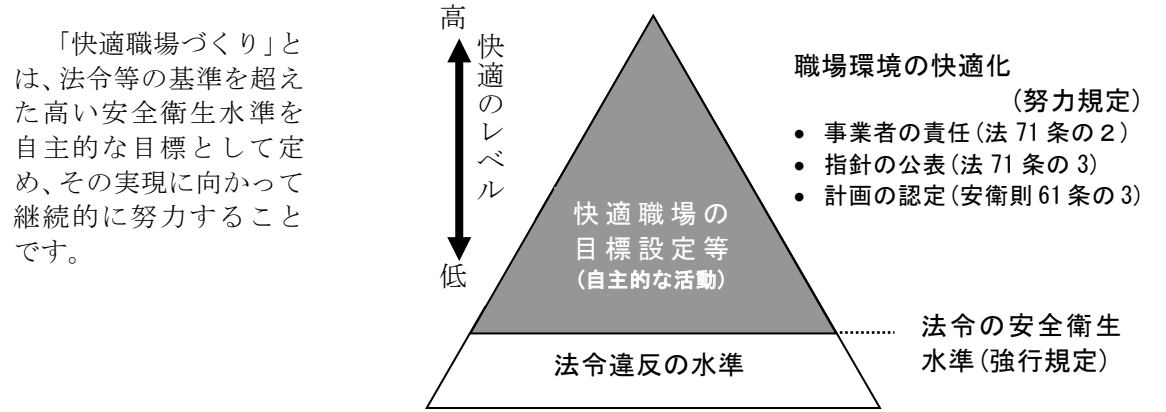 「快適職場づくり」と
は、法令等の基準を超え
た高い安全衛生水準を
自主的な目標として定
め、その実現に向かって
継続的に努力すること
です。
高
快適のレベル
低
快適職場の
目標設定等
(自主的な活動)
法令違反の水準
職場環境の快適化
(努力規定)
• 事業者の責任(法 71 条の２)
• 指針の公表(法 71 条の 3)
• 計画の認定(安衛則 61 条の 3)
法令の安全衛生
水準(強行規定)